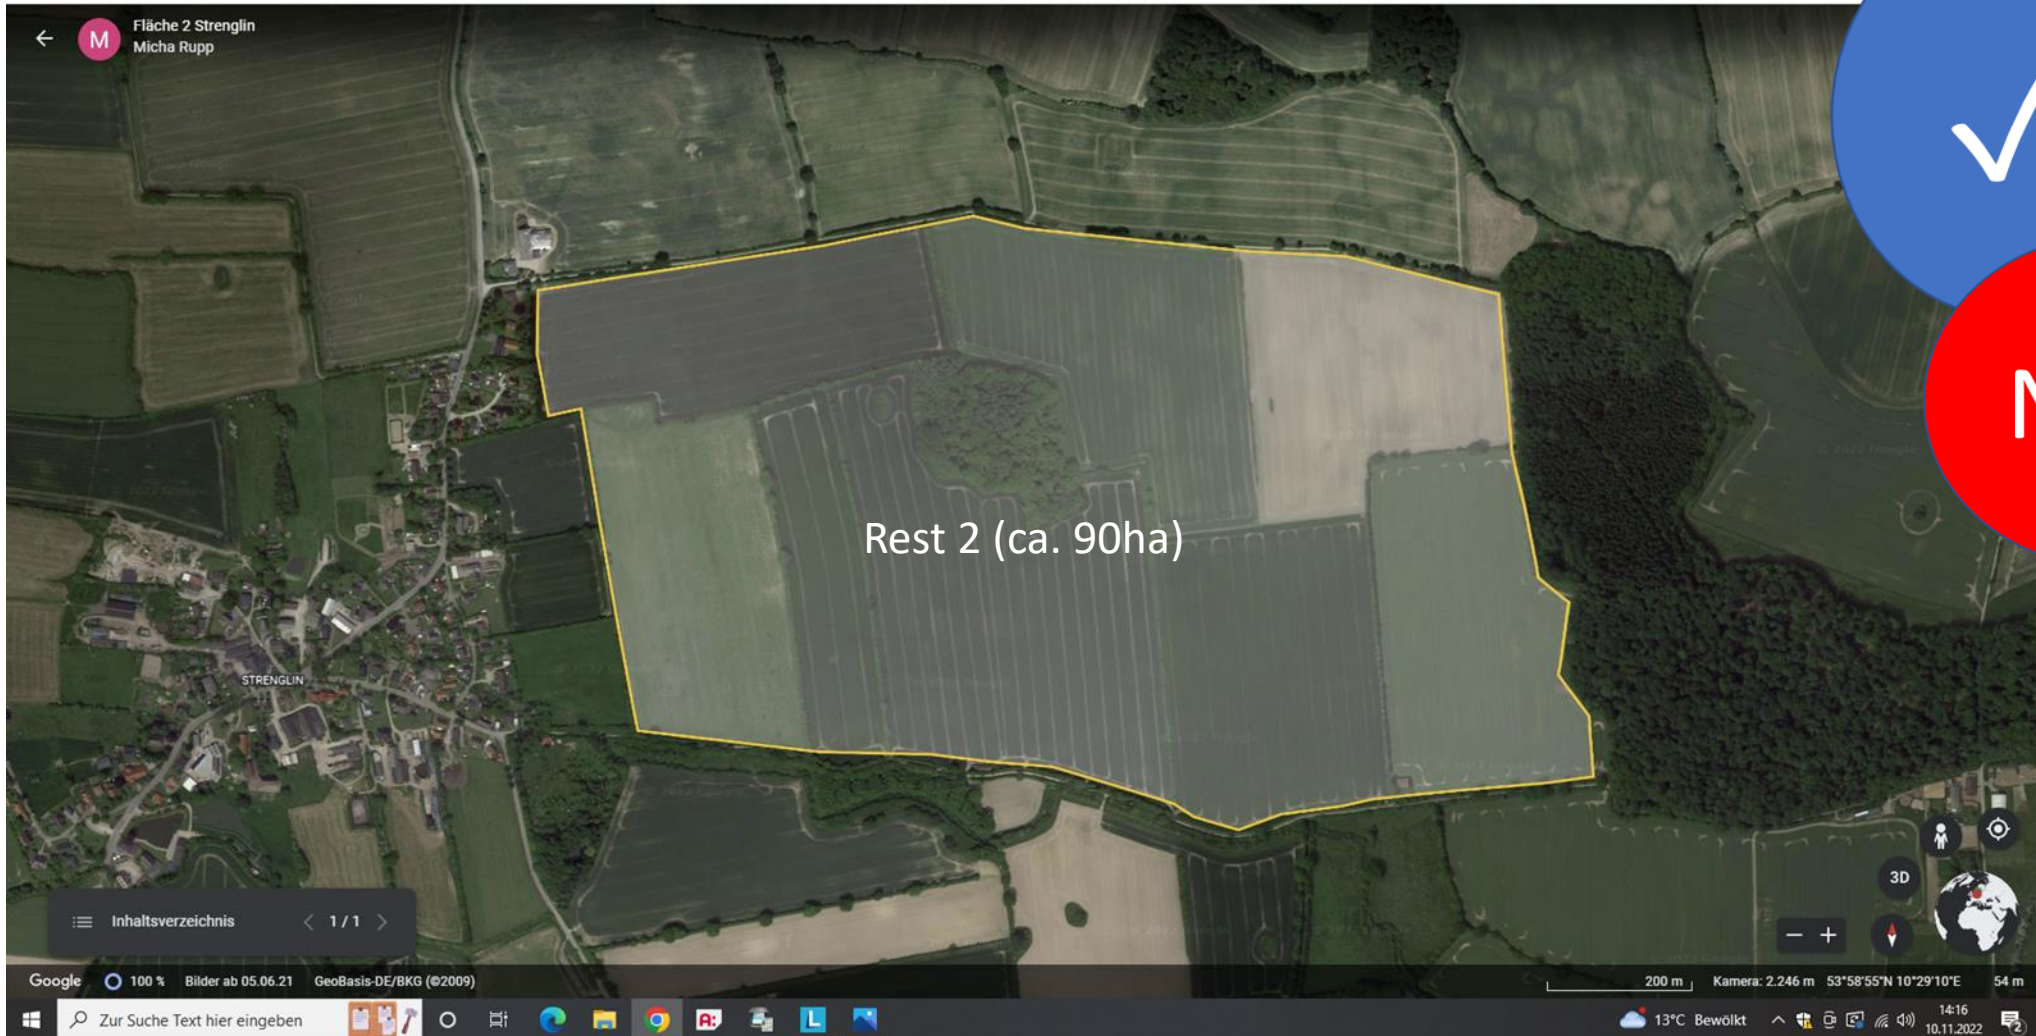 Fläche 2 Strenglin
M
Micha Rupp
N
Rest 2 (ca. 90ha)
STRENGLIN
3D
Inhaltsverzeichnis
1 / 1
Google
100 %
Bilder ab 05.06.21
GeoBasis-DE/BKG (©2009)
200 m
Kamera: 2.246 m
53°58'55"N 10°29'10"E
54 m
Zur Suche Text hier eingeben
A:
L
13°C Bewölkt
14:16
10.11.2022
2